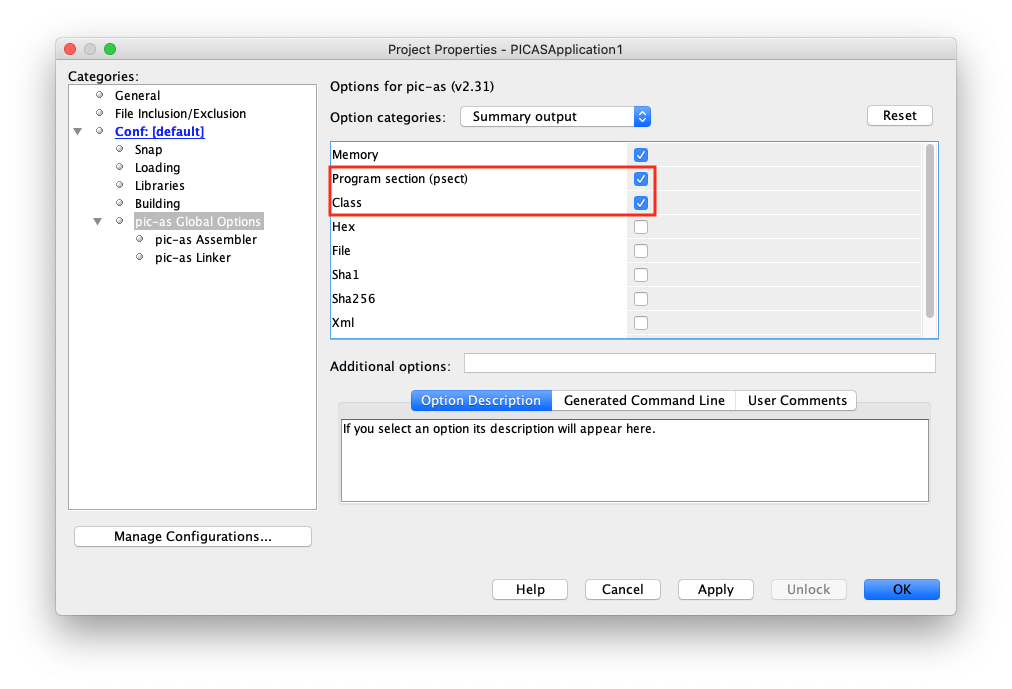 Project Properties - PICASApplication1
Categories:
General
File Inclusion/Exclusion
Conf: [default]
Snap
Loading
Libraries
Building
pic-as Global Options
pic-as Assembler
pic-as Linker
Manage Configurations...
Options for pic-as (v2.31)
Option categories: Summary output Reset
Memory
Program section (psect)
Class
Hex
File
Sha1
Sha256
Xml
Additional options:
Option Description Generated Command Line User Comments
If you select an option its description will appear here.
Help Cancel Apply Unlock OK